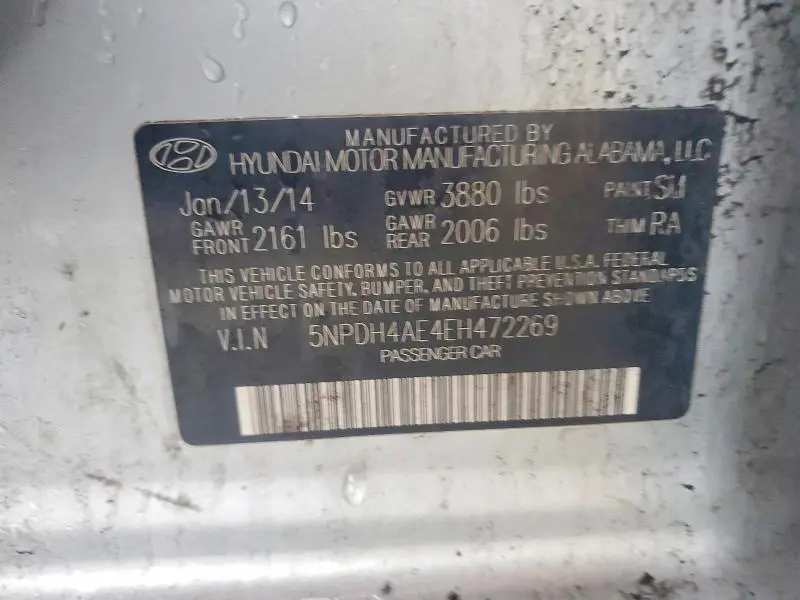 MANUFACTURED BY
HYUNDAI MOTOR MANUFACTURING ALABAMA, LLC
Jan/13/14 GVWR 3880 lbs PAINT
GAWR FRONT 2161 lbs GAWR REAR 2006 lbs TRIM RA
THIS VEHICLE CONFORMS TO ALL APPLICABLE U.S.A. FEDERAL
MOTOR VEHICLE SAFETY, BUMPER, AND THEFT PREVENTION STANDARDS
IN EFFECT ON THE DATE OF MANUFACTURE SHOWN ABOVE.
V.I.N 5NPDH4AE4EH472269
PASSENGER CAR